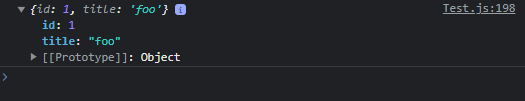 ▼ {id: 1, title: 'foo'} i Test.js:198
id: 1
title: "foo"
▶ [[Prototype]]: Object
>